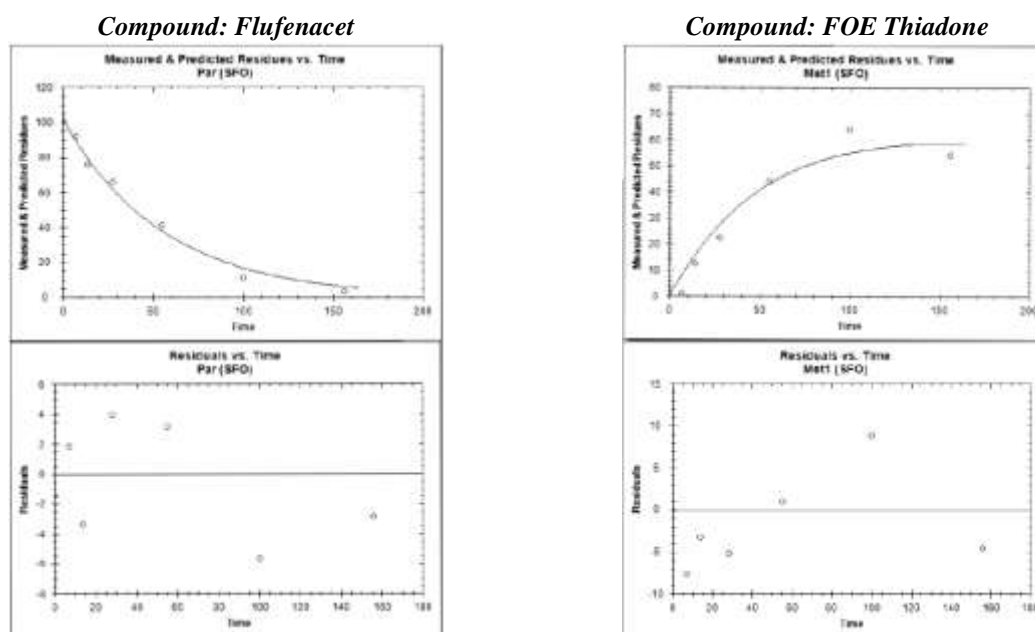 Compound: Flufenacet
Measured & Predicted Residues vs. Time
Par (SFO)
Measured & Predicted Residues
120
100
80
60
40
20
0
0 50 100 150 200
Time
Residuals vs. Time
Par (SFO)
Residuals
6
4
2
0
-2
-4
-6
-8
0 20 40 60 80 100 120 140 160 180
Time
Compound: FOE Thiadone
Measured & Predicted Residues vs. Time
Met1 (SFO)
Measured & Predicted Residues
80
70
60
50
40
30
20
10
0
0 50 100 150 200
Time
Residuals vs. Time
Met1 (SFO)
Residuals
15
10
5
0
-5
-10
0 20 40 60 80 100 120 140 160 180
Time